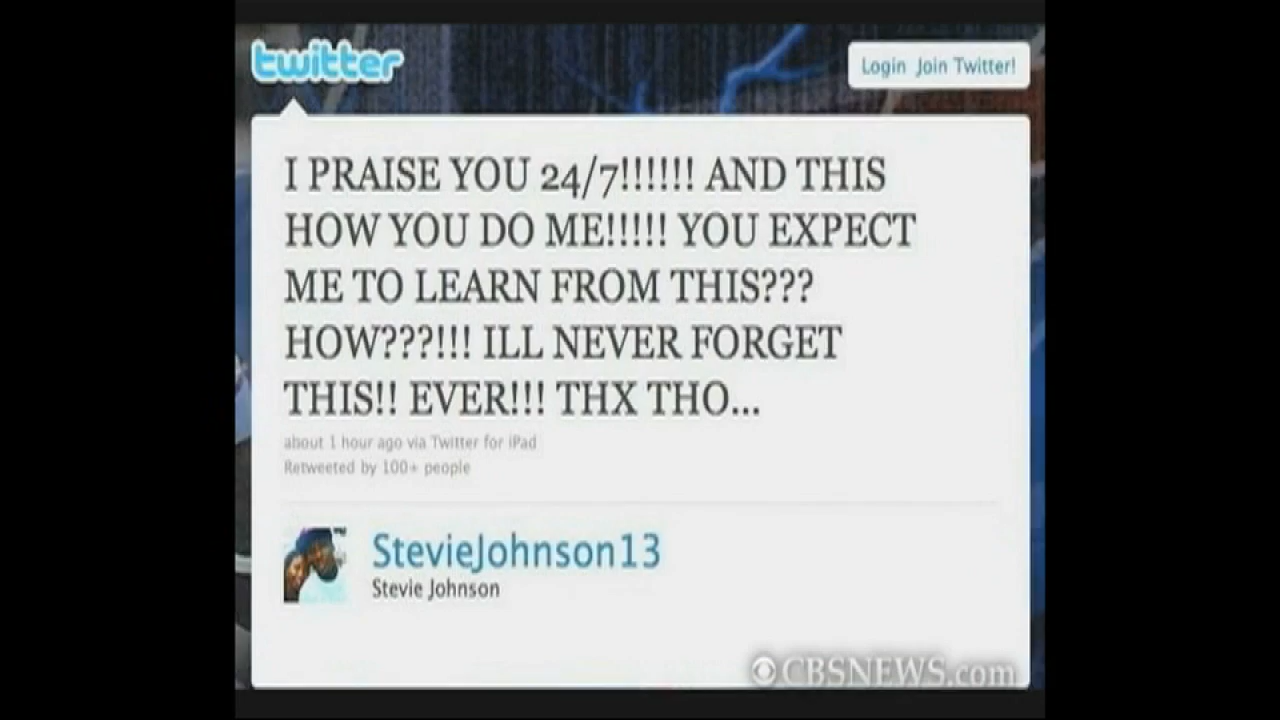 twitter
Login Join Twitter!
I PRAISE YOU 24/7!!!!!! AND THIS
HOW YOU DO ME!!!!! YOU EXPECT
ME TO LEARN FROM THIS???
HOW???!!! ILL NEVER FORGET
THIS!! EVER!!! THX THO...
about 1 hour ago via Twitter for iPad
Retweeted by 100+ people
StevieJohnson13
Stevie Johnson
CBSNEWS.com